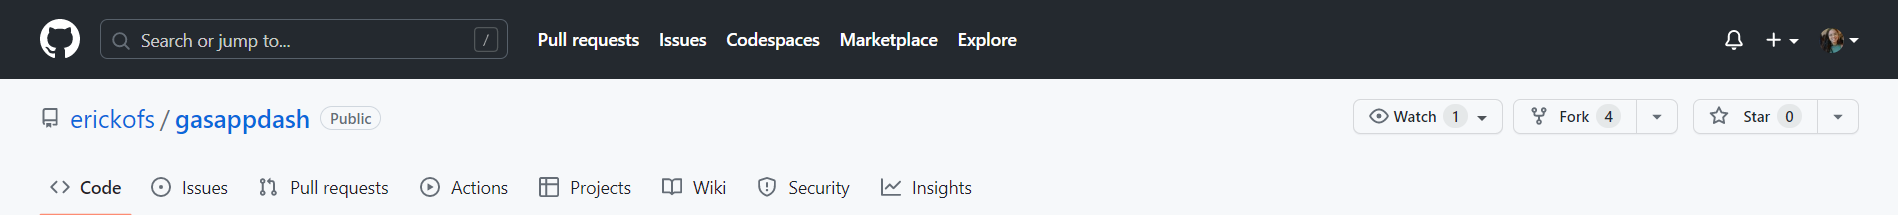 Search or jump to... / Pull requests Issues Codespaces Marketplace Explore
erickofs / gasappdash Public Watch 1 Fork 4 Star 0
Code Issues Pull requests Actions Projects Wiki Security Insights